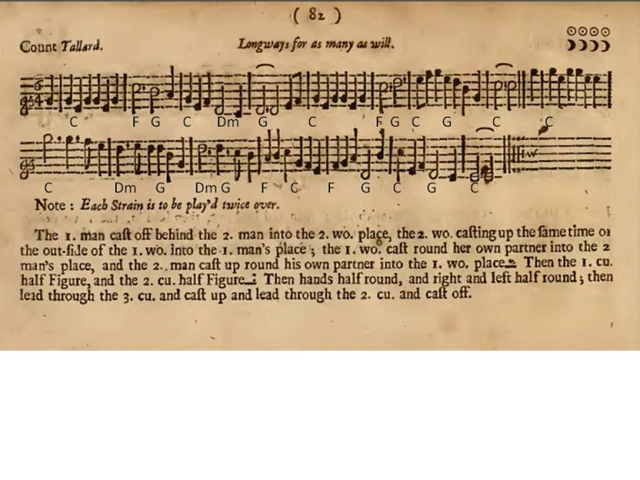 ( 82 )
Count Tallard.
Longways for as many as will.
C F G C Dm G C F G C G C C
C Dm G Dm G F C F G C G C
Note : Each Strain is to be play'd twice over.
The 1. man cast off behind the 2. man into the 2. wo. place, the 2. wo. casting up the same time on
the out-side of the 1. wo. into the 1. man's place ; the 1. wo. cast round her own partner into the 2
man's place, and the 2. man cast up round his own partner into the 1. wo. place Then the 1. cu.
half Figure, and the 2. cu. half Figure : Then hands half round, and right and left half round ; then
lead through the 3. cu. and cast up and lead through the 2. cu. and cast off.